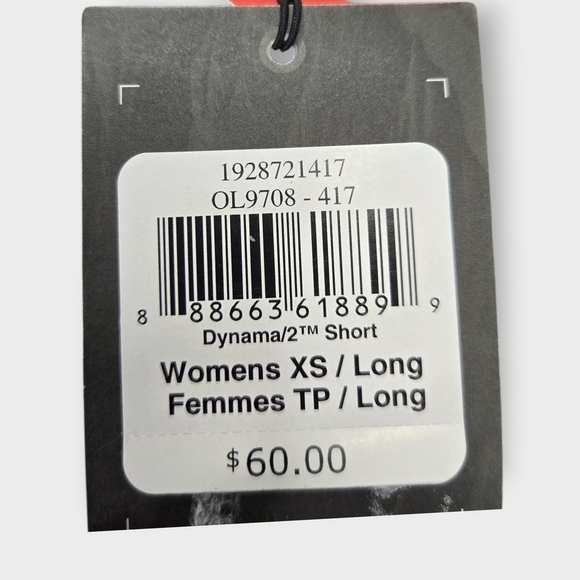 1928721417
OL9708 - 417
8 88663 61889 9
Dynama/2™ Short
Womens XS / Long
Femmes TP / Long
$60.00